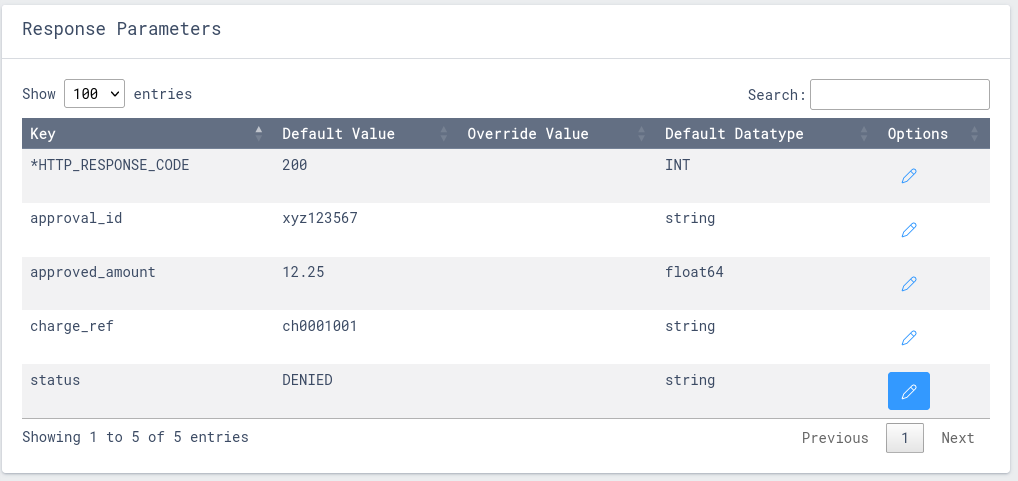 Response Parameters
Show 100 entries Search:
Key Default Value Override Value Default Datatype Options
*HTTP_RESPONSE_CODE 200 INT
approval_id xyz123567 string
approved_amount 12.25 float64
charge_ref ch0001001 string
status DENIED string
Showing 1 to 5 of 5 entries Previous 1 Next